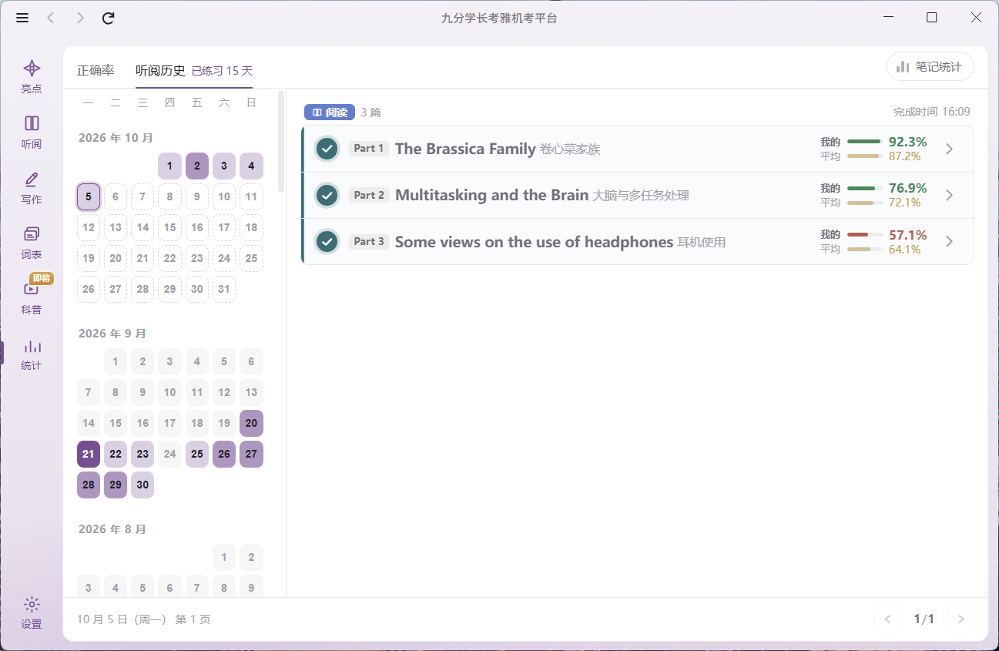 九分学长考雅机考平台
亮点
听阅
写作
词表
即将
科普
统计
设置
正确率 听阅历史 已练习 15 天
笔记统计
一 二 三 四 五 六 日
2026 年 10 月
1 2 3 4
5 6 7 8 9 10 11
12 13 14 15 16 17 18
19 20 21 22 23 24 25
26 27 28 29 30 31
2026 年 9 月
1 2 3 4 5 6
7 8 9 10 11 12 13
14 15 16 17 18 19 20
21 22 23 24 25 26 27
28 29 30
2026 年 8 月
1 2
3 4 5 6 7 8 9
阅读 3 篇 完成时间 16:09
Part 1 The Brassica Family 卷心菜家族
我的 92.3%
平均 87.2%
Part 2 Multitasking and the Brain 大脑与多任务处理
我的 76.9%
平均 72.1%
Part 3 Some views on the use of headphones 耳机使用
我的 57.1%
平均 64.1%
10 月 5 日（周一） 第 1 页
1/1